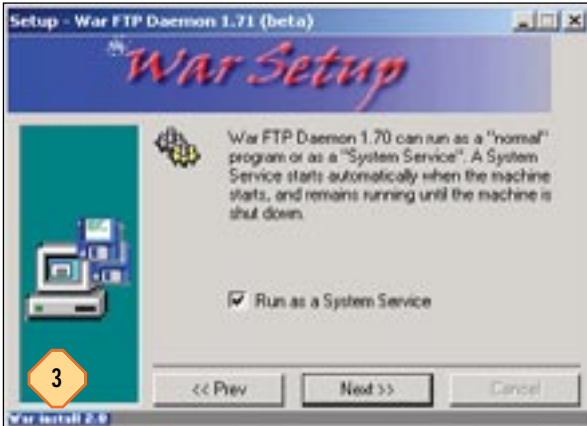 Setup - War FTP Daemon 1.71 (beta)
War Setup
War FTP Daemon 1.70 can run as a "normal"
program or as a "System Service". A System
Service starts automatically when the machine
starts, and remains running until the machine is
shut down.
Run as a System Service
3
<< Prev
Next >>
Cancel
War install 2.0